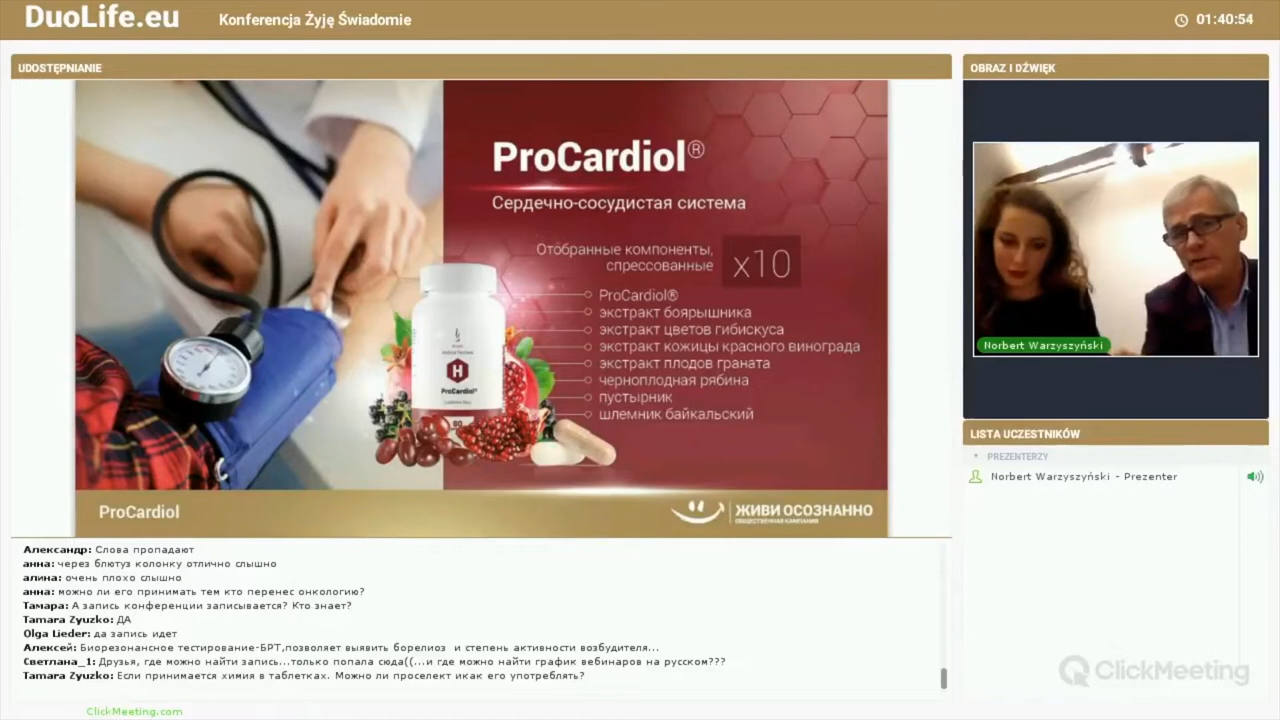 DuoLife.eu
Konferencja Żyję Świadomie
01:40:54
UDOSTĘPNIANIE
ProCardiol®
Сердечно-сосудистая система
Отобранные компоненты,
спрессованные
x10
ProCardiol®
экстракт боярышника
экстракт цветов гибискуса
экстракт кожицы красного винограда
экстракт плодов граната
черноплодная рябина
пустырник
шлемник байкальский
H
ProCardiol®
60
ProCardiol
ЖИВИ ОСОЗНАННО
ОБЩЕСТВЕННАЯ КАМПАНИЯ
OBRAZ I DŹWIĘK
Norbert Warzyszyński
LISTA UCZESTNIKÓW
PREZENTERZY
Norbert Warzyszyński - Prezenter
Александр: Слова пропадают
анна: через блютуз колонку отлично слышно
алина: очень плохо слышно
анна: можно ли его принимать тем кто перенес онкологию?
Тамара: А запись конференции записывается? Кто знает?
Tamara Zyuzko: ДА
Olga Lieder: да запись идет
Алексей: Биорезонансное тестирование-БРТ,позволяет выявить борелиоз и степень активности возбудителя...
Светлана_1: Друзья, где можно найти запись...только попала сюда((...и где можно найти график вебинаров на русском???
Tamara Zyuzko: Если принимается химия в таблетках. Можно ли проселект икак его употреблять?
ClickMeeting
ClickMeeting.com